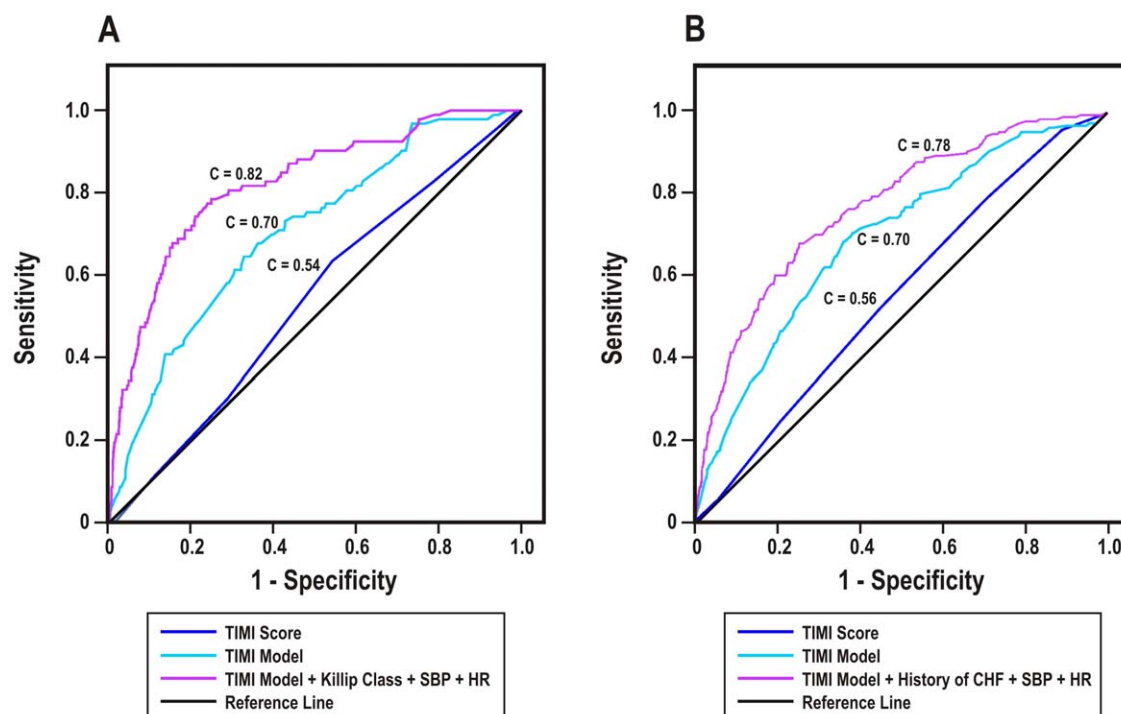 A
Sensitivity
1.0
0.8
0.6
0.4
0.2
0
C = 0.82
C = 0.70
C = 0.54
0 0.2 0.4 0.6 0.8 1.0
1 - Specificity
TIMI Score
TIMI Model
TIMI Model + Killip Class + SBP + HR
Reference Line
B
Sensitivity
1.0
0.8
0.6
0.4
0.2
0
C = 0.78
C = 0.70
C = 0.56
0 0.2 0.4 0.6 0.8 1.0
1 - Specificity
TIMI Score
TIMI Model
TIMI Model + History of CHF + SBP + HR
Reference Line